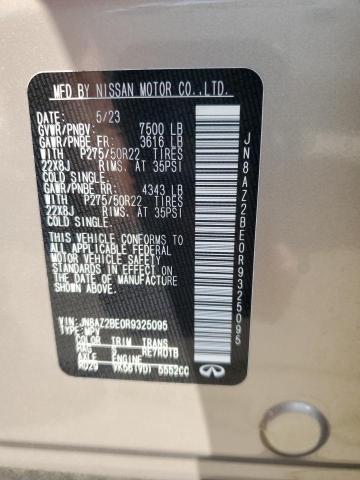 MFD BY NISSAN MOTOR CO.,LTD.
DATE: 5/23
GVWR/PNBV: 7500 LB
GAWR/PNBE FR: 3616 LB
WITH P275/50R22 TIRES
22X8J RIMS. AT 35PSI
COLD SINGLE.
GAWR/PNBE RR: 4343 LB
WITH P275/50R22 TIRES
22X8J RIMS. AT 35PSI
COLD SINGLE.
THIS VEHICLE CONFORMS TO
ALL APPLICABLE FEDERAL
MOTOR VEHICLE SAFETY
STANDARDS IN EFFECT ON
THE DATE OF MANUFACTURE
SHOWN ABOVE.
VIN: JN8AZ2BE0R9325095
TYPE: MPV
COLOR TRIM TRANS
S RE7R01B
AXLE ENGINE
RD29 VK56(VD) 5552CC
JN8AZ2BE0R9325095